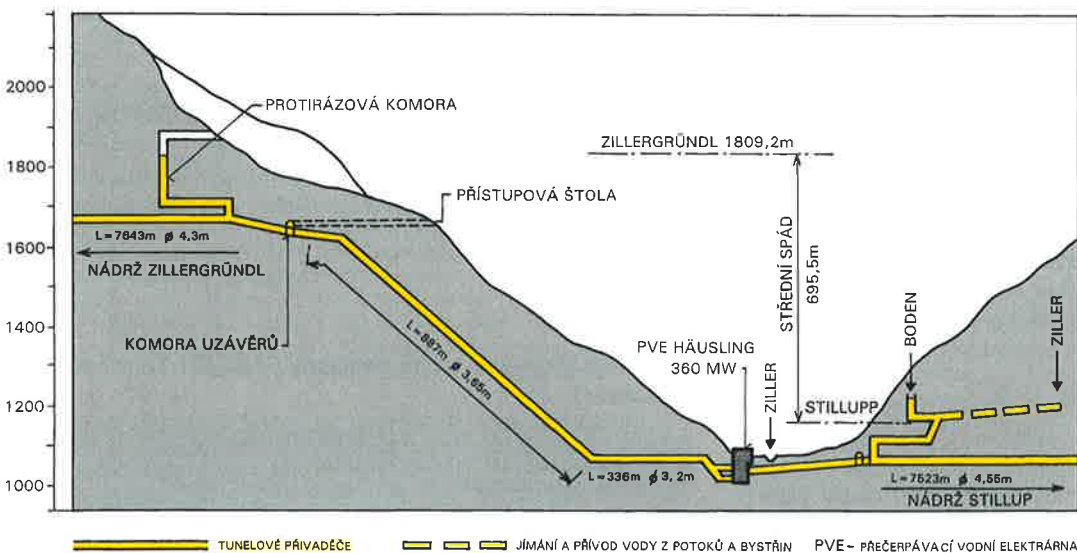 2000
1800
1600
1400
1200
1000
PROTIRÁZOVÁ KOMORA
ZILLERGRÜNDL 1809,2m
PŘÍSTUPOVÁ ŠTOLA
L=7643m ø 4,3m
NÁDRŽ ZILLERGRÜNDL
KOMORA UZÁVĚRŮ
L=887m ø 3,65m
STŘEDNÍ SPÁD
695,5m
PVE HÄUSLING
360 MW
ZILLER
BODEN
ZILLER
STILLUPP
L=336m ø 3,2m
L=7523m ø 4,55m
NÁDRŽ STILLUP
TUNELOVÉ PŘIVADĚČE
JÍMÁNÍ A PŘÍVOD VODY Z POTOKŮ A BYSTŘIN
PVE- PŘEČERPÁVACÍ VODNÍ ELEKTRÁRNA